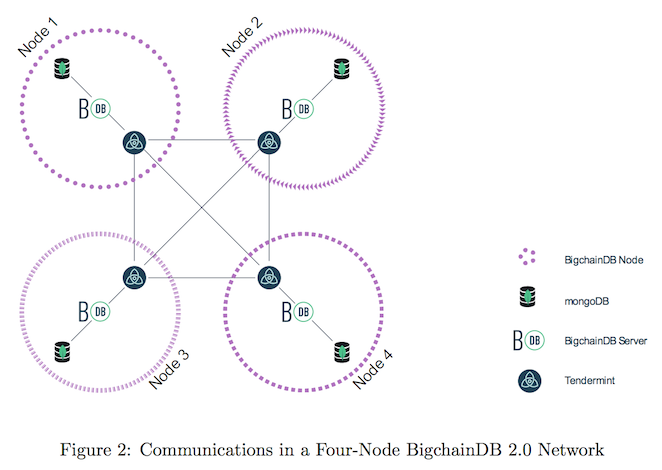 Node 1
Node 2
B DB
B DB
B DB
B DB
Node 3
Node 4
BigchainDB Node
mongoDB
B DB
BigchainDB Server
Tendermint
Figure 2: Communications in a Four-Node BigchainDB 2.0 Network